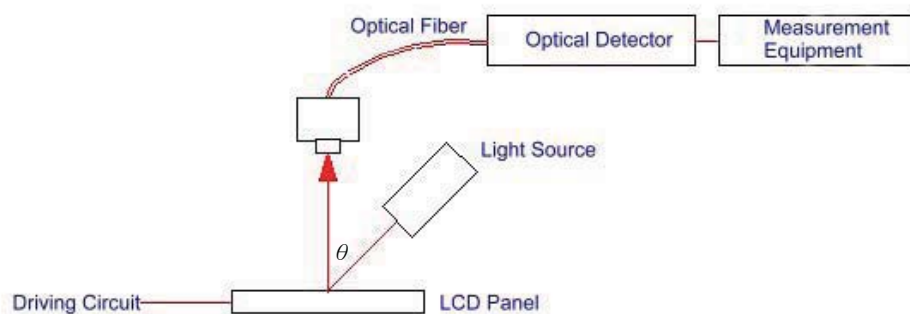 Optical Fiber
Optical Detector
Measurement
Equipment
Light Source
θ
Driving Circuit
LCD Panel